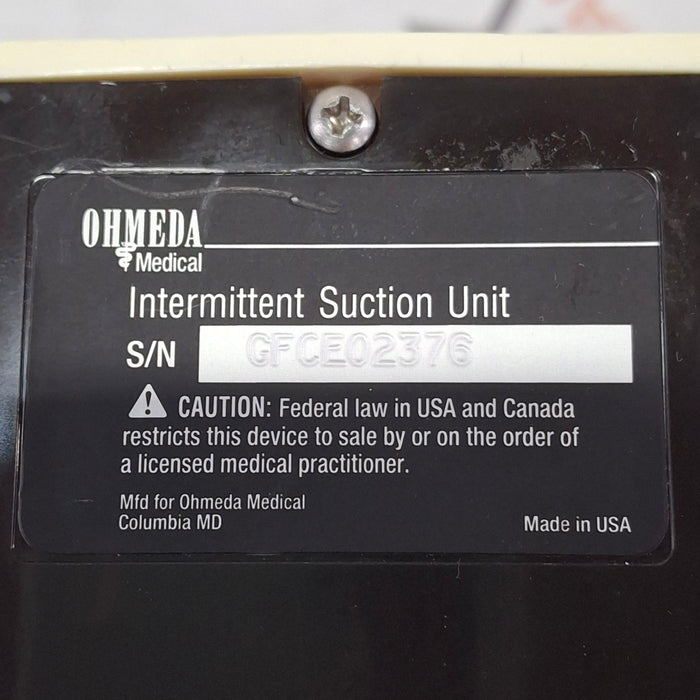 OHMEDA
Medical
Intermittent Suction Unit
S/N GFCE02376
CAUTION: Federal law in USA and Canada
restricts this device to sale by or on the order of
a licensed medical practitioner.
Mfd for Ohmeda Medical
Columbia MD
Made in USA